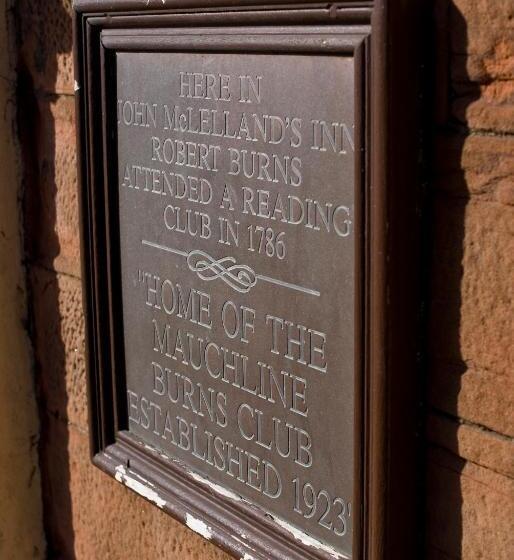 HERE IN
JOHN McLELLAND'S INN
ROBERT BURNS
ATTENDED A READING
CLUB IN 1786
"HOME OF THE
MAUCHLINE
BURNS CLUB
ESTABLISHED 1923"